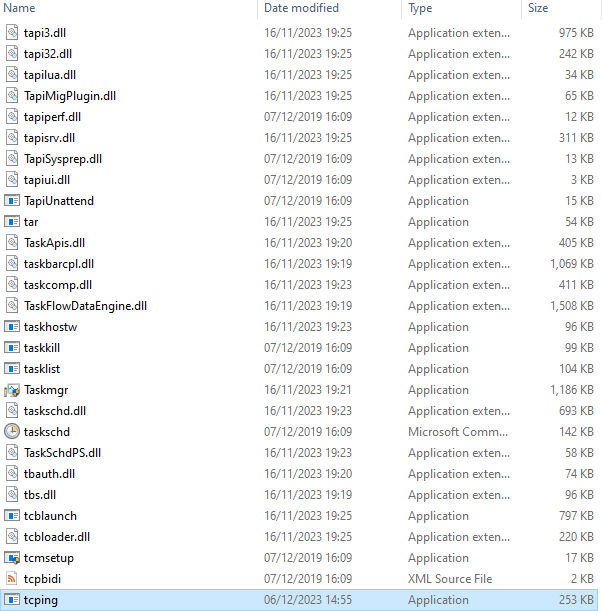 Name Date modified Type Size
tapi3.dll 16/11/2023 19:25 Application exten... 975 KB
tapi32.dll 16/11/2023 19:25 Application exten... 242 KB
tapilua.dll 16/11/2023 19:25 Application exten... 34 KB
TapiMigPlugin.dll 16/11/2023 19:25 Application exten... 65 KB
tapiperf.dll 07/12/2019 16:09 Application exten... 12 KB
tapisrv.dll 16/11/2023 19:25 Application exten... 311 KB
TapiSysprep.dll 07/12/2019 16:09 Application exten... 13 KB
tapiui.dll 07/12/2019 16:09 Application exten... 3 KB
TapiUnattend 07/12/2019 16:09 Application 15 KB
tar 16/11/2023 19:25 Application 54 KB
TaskApis.dll 16/11/2023 19:20 Application exten... 405 KB
taskbarcpl.dll 16/11/2023 19:19 Application exten... 1,069 KB
taskcomp.dll 16/11/2023 19:23 Application exten... 411 KB
TaskFlowDataEngine.dll 16/11/2023 19:19 Application exten... 1,508 KB
taskhostw 16/11/2023 19:23 Application 96 KB
taskkill 07/12/2019 16:09 Application 99 KB
tasklist 07/12/2019 16:09 Application 104 KB
Taskmgr 16/11/2023 19:21 Application 1,186 KB
taskschd.dll 16/11/2023 19:23 Application exten... 693 KB
taskschd 07/12/2019 16:09 Microsoft Comm... 142 KB
TaskSchdPS.dll 16/11/2023 19:23 Application exten... 58 KB
tbauth.dll 16/11/2023 19:20 Application exten... 74 KB
tbs.dll 16/11/2023 19:19 Application exten... 96 KB
tcblaunch 16/11/2023 19:25 Application 797 KB
tcbloader.dll 16/11/2023 19:25 Application exten... 220 KB
tcmsetup 07/12/2019 16:09 Application 17 KB
tcpbidi 07/12/2019 16:09 XML Source File 2 KB
tcping 06/12/2023 14:55 Application 253 KB